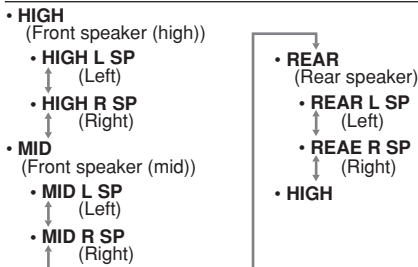 • HIGH
(Front speaker (high))
• HIGH L SP
(Left)
• HIGH R SP
(Right)
• MID
(Front speaker (mid))
• MID L SP
(Left)
• MID R SP
(Right)
• REAR
(Rear speaker)
• REAR L SP
(Left)
• REAE R SP
(Right)
• HIGH